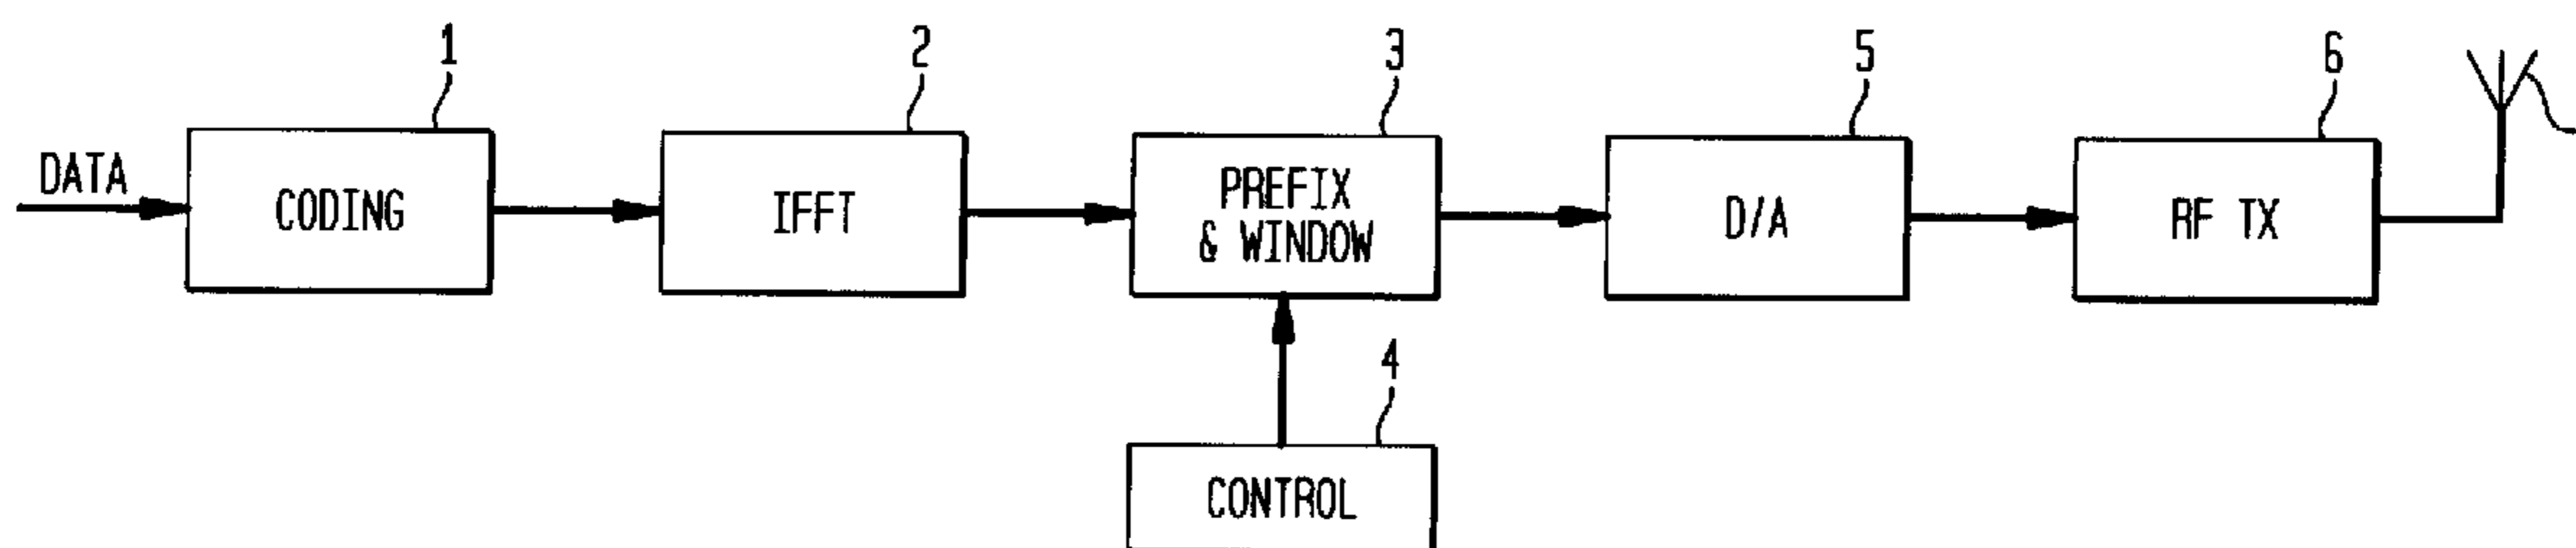 1
2
3
5
6
DATA
CODING
IFFT
PREFIX
& WINDOW
D/A
RF TX
4
CONTROL